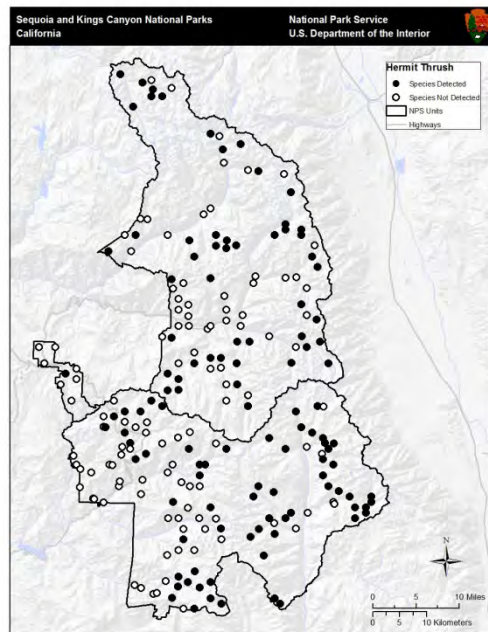 Sequoia and Kings Canyon National Parks
California
National Park Service
U.S. Department of the Interior
Hermit Thrush
Species Detected
Species Not Detected
NPS Units
Highways
N
0 5 10 Miles
0 5 10 Kilometers